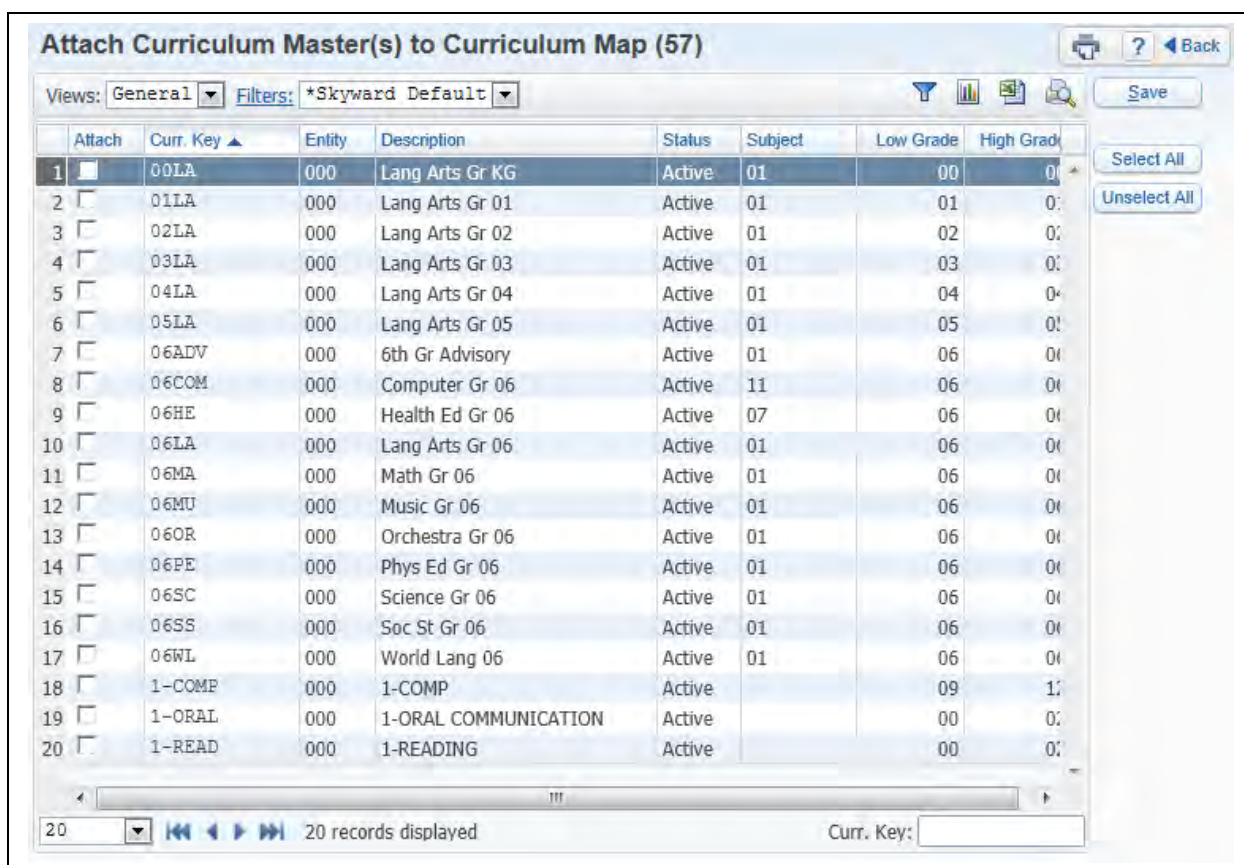 Attach Curriculum Master(s) to Curriculum Map (57) ? Back
Views: General Filters: *Skyward Default Save
Attach Curr. Key Entity Description Status Subject Low Grade High Grade
Select All
Unselect All
1 00LA 000 Lang Arts Gr KG Active 01 00
2 01LA 000 Lang Arts Gr 01 Active 01 01
3 02LA 000 Lang Arts Gr 02 Active 01 02
4 03LA 000 Lang Arts Gr 03 Active 01 03
5 04LA 000 Lang Arts Gr 04 Active 01 04
6 05LA 000 Lang Arts Gr 05 Active 01 05
7 06ADV 000 6th Gr Advisory Active 01 06
8 06COM 000 Computer Gr 06 Active 11 06
9 06HE 000 Health Ed Gr 06 Active 07 06
10 06LA 000 Lang Arts Gr 06 Active 01 06
11 06MA 000 Math Gr 06 Active 01 06
12 06MU 000 Music Gr 06 Active 01 06
13 06OR 000 Orchestra Gr 06 Active 01 06
14 06PE 000 Phys Ed Gr 06 Active 01 06
15 06SC 000 Science Gr 06 Active 01 06
16 06SS 000 Soc St Gr 06 Active 01 06
17 06WL 000 World Lang 06 Active 01 06
18 1-COMP 000 1-COMP Active 09
19 1-ORAL 000 1-ORAL COMMUNICATION Active 00
20 1-READ 000 1-READING Active 00
20 20 records displayed Curr. Key: